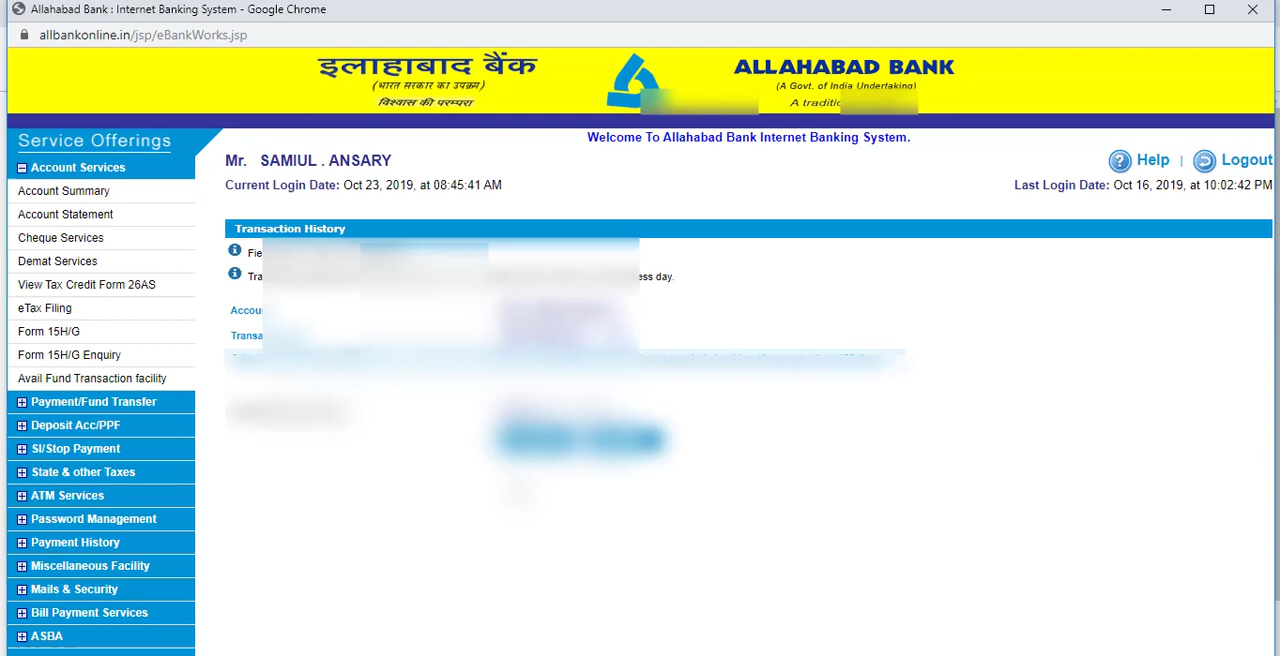 Allahabad Bank : Internet Banking System - Google Chrome
allbankonline.in/jsp/eBankWorks.jsp
इलाहाबाद बैंक
(भारत सरकार का उपक्रम)
विश्वास की परम्परा
ALLAHABAD BANK
(A Govt. of India Undertaking)
A
Service Offerings
Account Services
Account Summary
Account Statement
Cheque Services
Demat Services
View Tax Credit Form 26AS
eTax Filing
Form 15H/G
Form 15H/G Enquiry
Avail Fund Transaction facility
Payment/Fund Transfer
Deposit Acc/PPF
SI/Stop Payment
State & other Taxes
ATM Services
Password Management
Payment History
Miscellaneous Facility
Mails & Security
Bill Payment Services
ASBA
Welcome To Allahabad Bank Internet Banking System.
Mr. SAMIUL . ANSARY
Help | Logout
Current Login Date: Oct 23, 2019, at 08:45:41 AM
Last Login Date: Oct 16, 2019, at 10:02:42 PM
Transaction History
day.